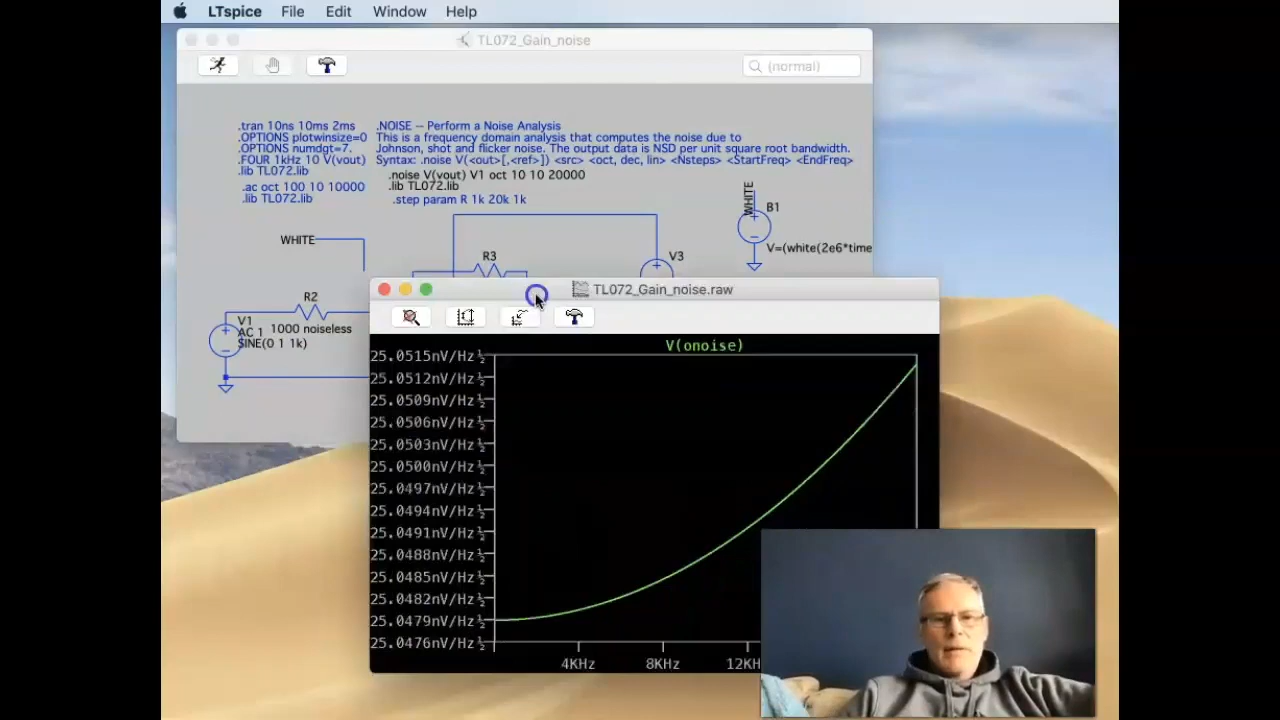 LTspice File Edit Window Help
TL072_Gain_noise
(normal)
.tran 10ns 10ms 2ms
.OPTIONS plotwinsize=0
.OPTIONS numdgt=7.
.FOUR 1kHz 10 V(vout)
.lib TL072.lib
.ac oct 100 10 10000
.lib TL072.lib
.NOISE -- Perform a Noise Analysis
This is a frequency domain analysis that computes the noise due to
Johnson, shot and flicker noise. The output data is NSD per unit square root bandwidth.
Syntax: .noise V(<out>[,<ref>]) <src> <oct, dec, lin> <Nsteps> <StartFreq> <EndFreq>
.noise V(vout) V1 oct 10 10 20000
.lib TL072.lib
.step param R 1k 20k 1k
WHITE
B1
V=(white(2e6*time
WHITE
R3
V3
R2
V1
AC 1
SINE(0 1 1k)
1000 noiseless
TL072_Gain_noise.raw
V(onoise)
25.0515nV/Hz½
25.0512nV/Hz½
25.0509nV/Hz½
25.0506nV/Hz½
25.0503nV/Hz½
25.0500nV/Hz½
25.0497nV/Hz½
25.0494nV/Hz½
25.0491nV/Hz½
25.0488nV/Hz½
25.0485nV/Hz½
25.0482nV/Hz½
25.0479nV/Hz½
25.0476nV/Hz½
4KHz 8KHz 12KH